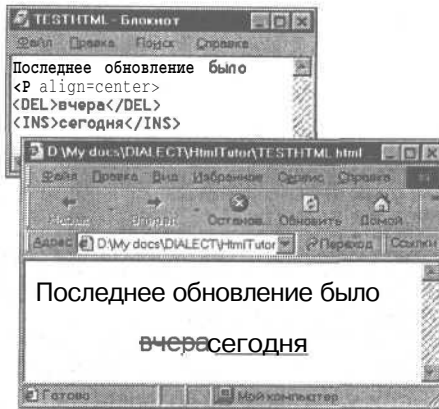 TESTHTML - Блокнот
Файл Правка Поиск Справка
Последнее обновление было
<P align=center>
<DEL>вчера</DEL>
<INS>сегодня</INS>
D:\My docs\DIALECT\HtmlTutor\TESTHTML.html
Файл Правка Вид Избранное Сервис Справка
Назад Вперед Останов... Обновить Домой
Адрес D:\My docs\DIALECT\HtmlTutor Переход Ссылки
Последнее обновление было
вчерасегодня
Готово Мой компьютер